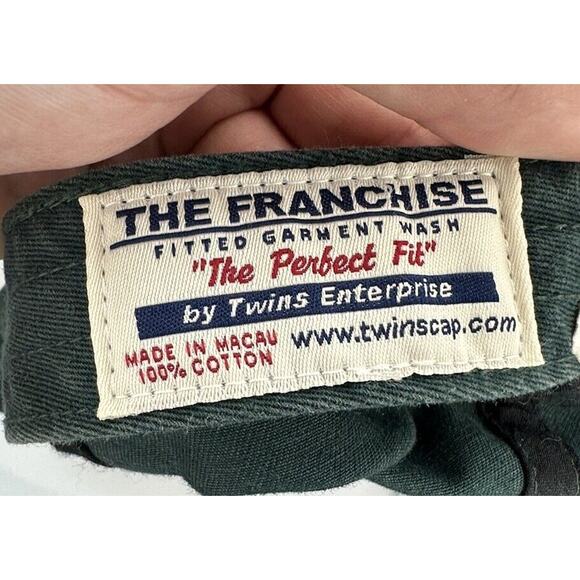 THE FRANCHISE
FITTED GARMENT WASH
"The Perfect Fit"
by Twins Enterprise
MADE IN MACAU
100% COTTON
www.twinscap.com